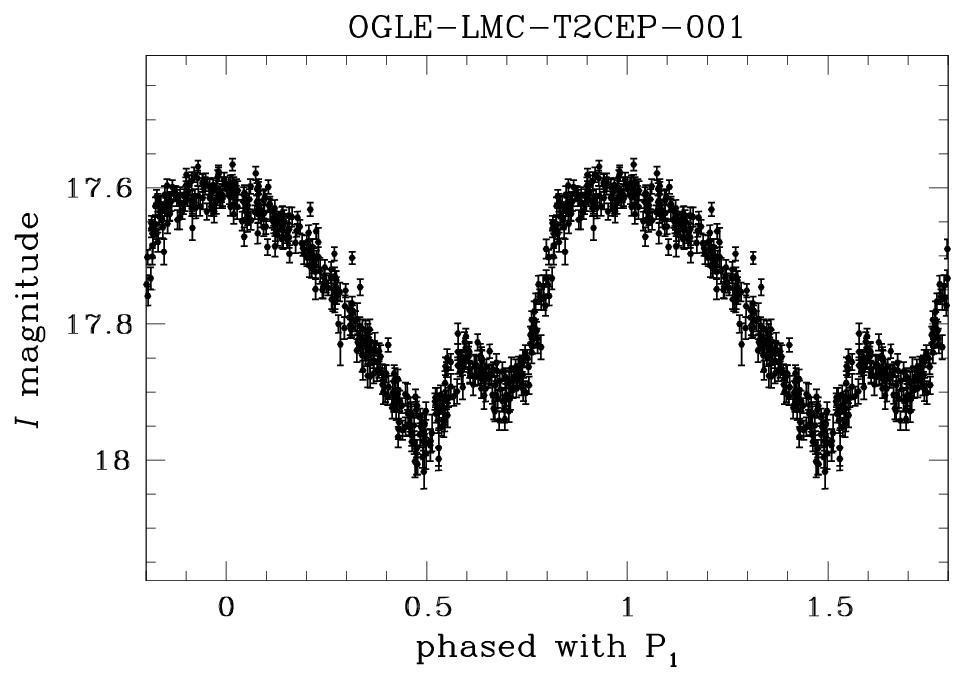 OGLE-LMC-T2CEP-001
17.6
17.8
18
I magnitude
0 0.5 1 1.5
phased with P₁